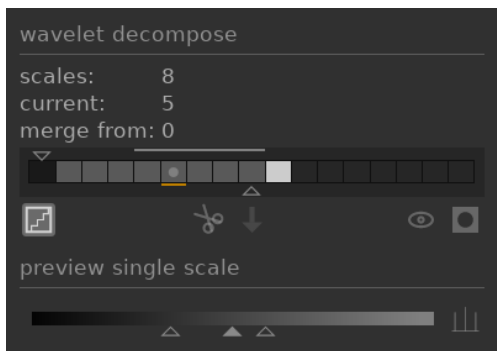 wavelet decompose
scales: 8
current: 5
merge from: 0
preview single scale